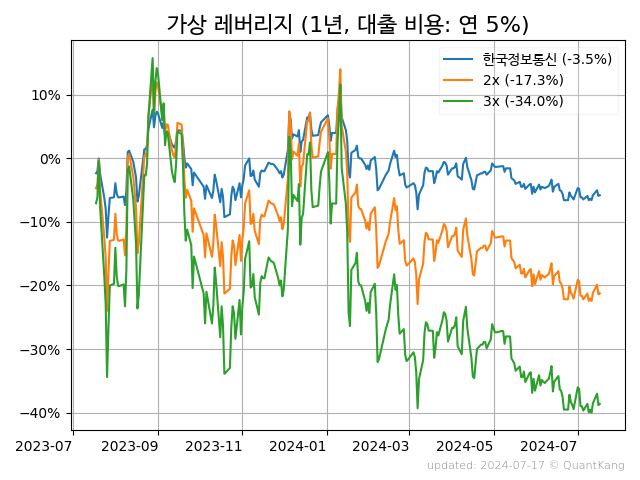 가상 레버리지 (1년, 대출 비용: 연 5%)
한국정보통신 (-3.5%)
2x (-17.3%)
3x (-34.0%)
10%
0%
−10%
−20%
−30%
−40%
2023-07 2023-09 2023-11 2024-01 2024-03 2024-05 2024-07
updated: 2024-07-17 © QuantKang